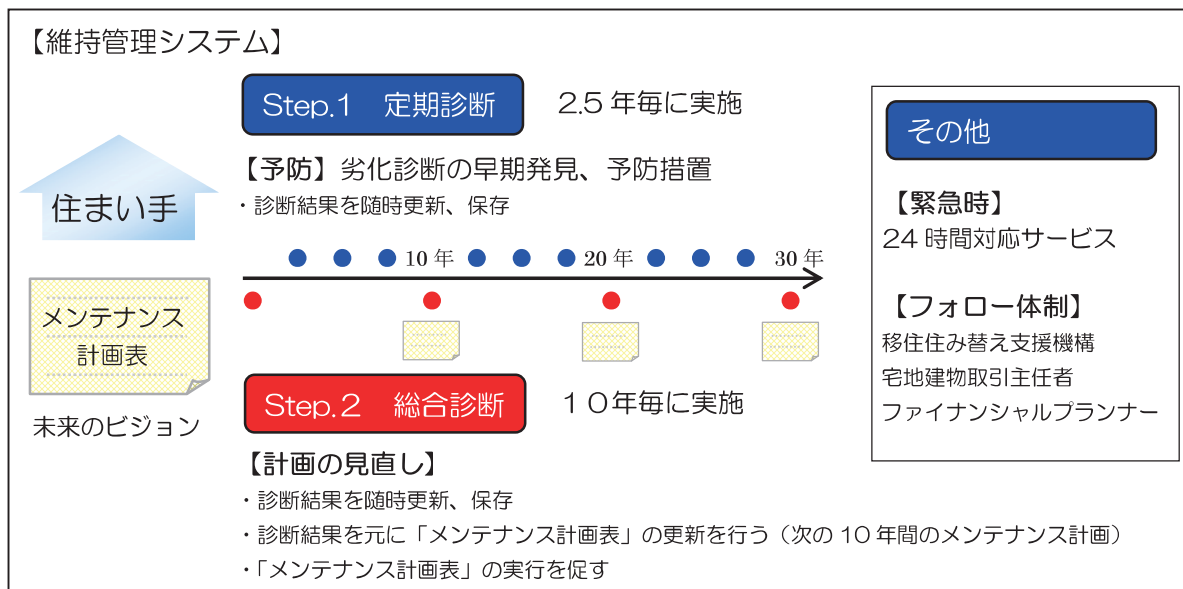 【維持管理システム】
Step.1　定期診断
2.5 年毎に実施
【予防】劣化診断の早期発見、予防措置
・診断結果を随時更新、保存
住まい手
10 年
20 年
30 年
メンテナンス
計画表
未来のビジョン
Step.2　総合診断
１０年毎に実施
【計画の見直し】
・診断結果を随時更新、保存
・診断結果を元に「メンテナンス計画表」の更新を行う（次の 10 年間のメンテナンス計画）
・「メンテナンス計画表」の実行を促す
その他
【緊急時】
24 時間対応サービス
【フォロー体制】
移住住み替え支援機構
宅地建物取引主任者
ファイナンシャルプランナー